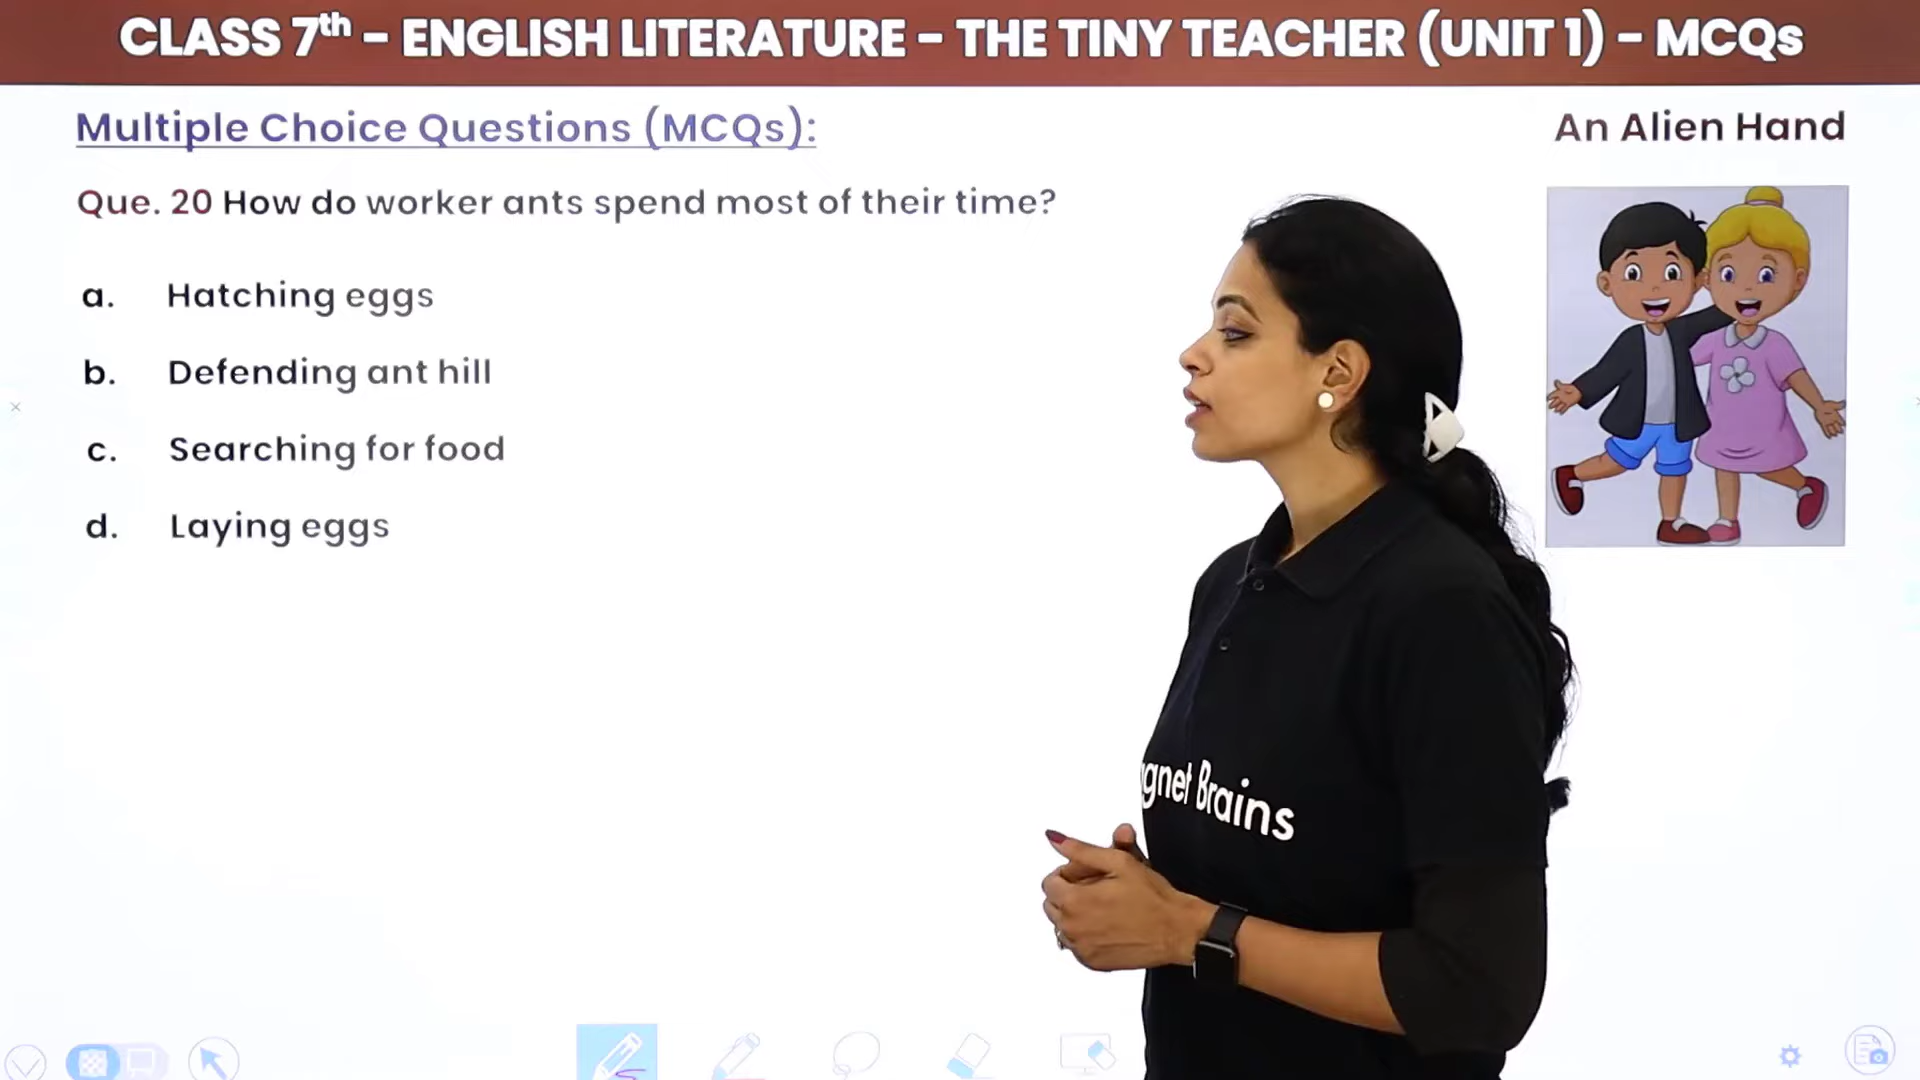 CLASS 7th – ENGLISH LITERATURE – THE TINY TEACHER (UNIT 1) – MCQs
Multiple Choice Questions (MCQs):
An Alien Hand
Que. 20 How do worker ants spend most of their time?
a. Hatching eggs
b. Defending ant hill
c. Searching for food
d. Laying eggs
gnet Brains